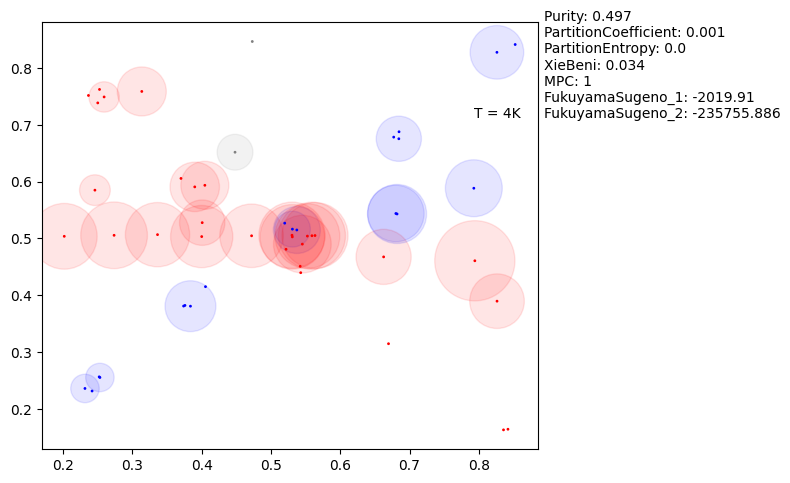 Purity: 0.497
PartitionCoefficient: 0.001
PartitionEntropy: 0.0
XieBeni: 0.034
MPC: 1
FukuyamaSugeno_1: -2019.91
FukuyamaSugeno_2: -235755.886
T = 4K
0.8
0.7
0.6
0.5
0.4
0.3
0.2
0.2 0.3 0.4 0.5 0.6 0.7 0.8